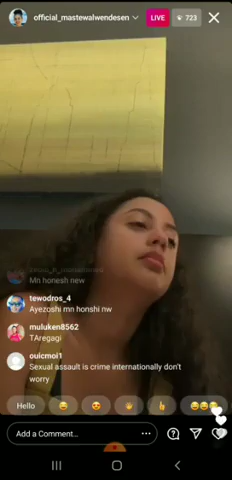 official_mastewalwendesen
LIVE
723
Mn honesh new
tewodros_4
Ayezoshi mn honshi nw
muluken8562
TAregagi
ouicmoi1
Sexual assault is crime internationally don't
worry
Hello
Add a Comment...